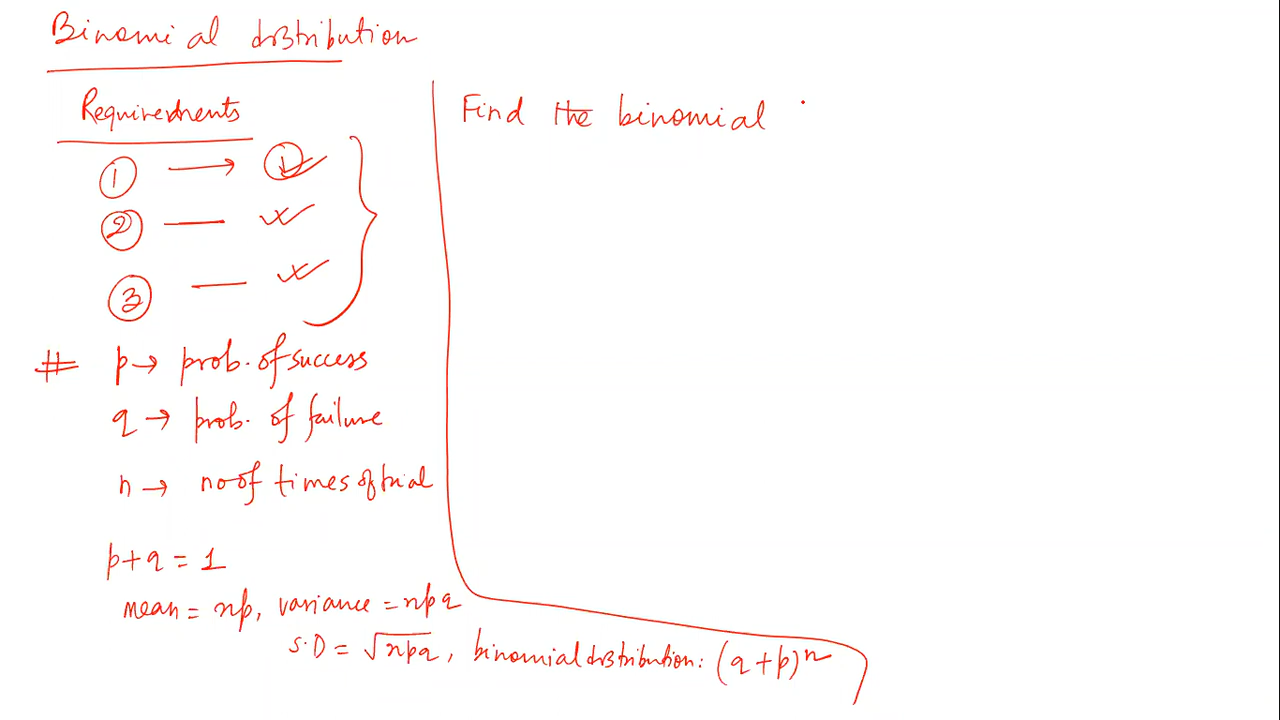 Binomial distribution
Requirements
① → ①
② —
③ —
# p → prob. of success
q → prob. of failure
n → no of times of trial
p + q = 1
mean = np, variance = npq
S.D = √npq, binomial distribution: (q+p)ⁿ
Find the binomial